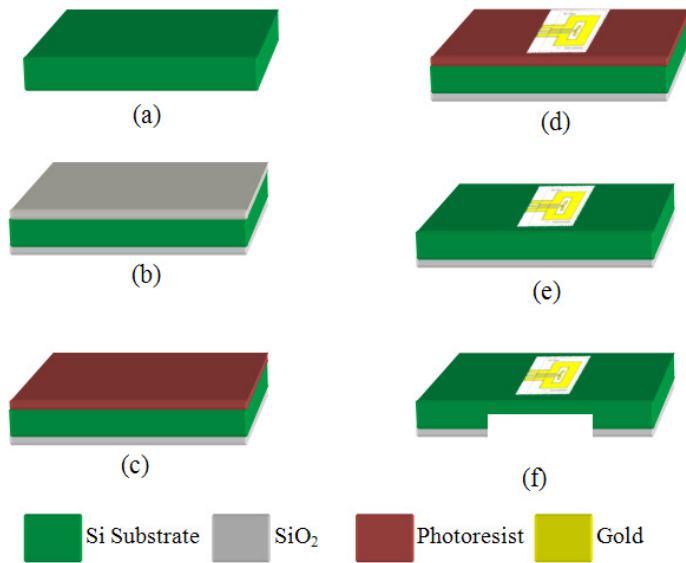 (a)
(d)
(b)
(e)
(c)
(f)
Si Substrate
SiO₂
Photoresist
Gold